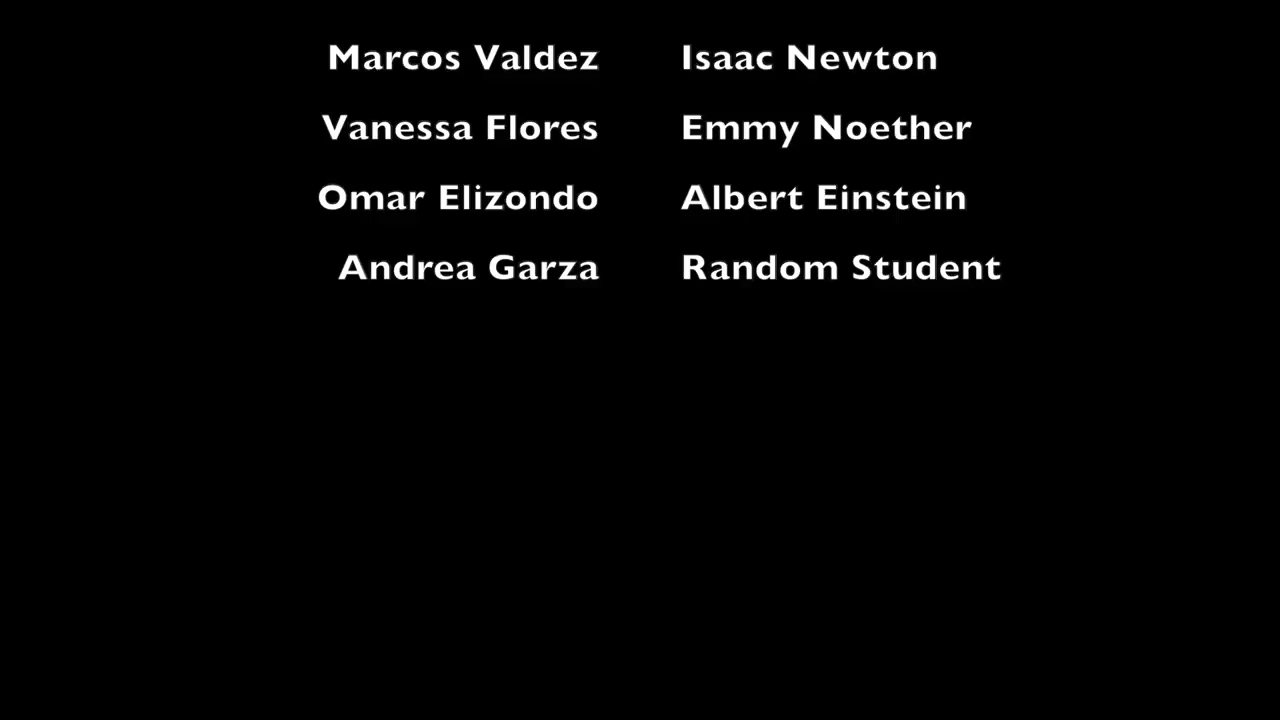 Marcos Valdez Isaac Newton
Vanessa Flores Emmy Noether
Omar Elizondo Albert Einstein
Andrea Garza Random Student